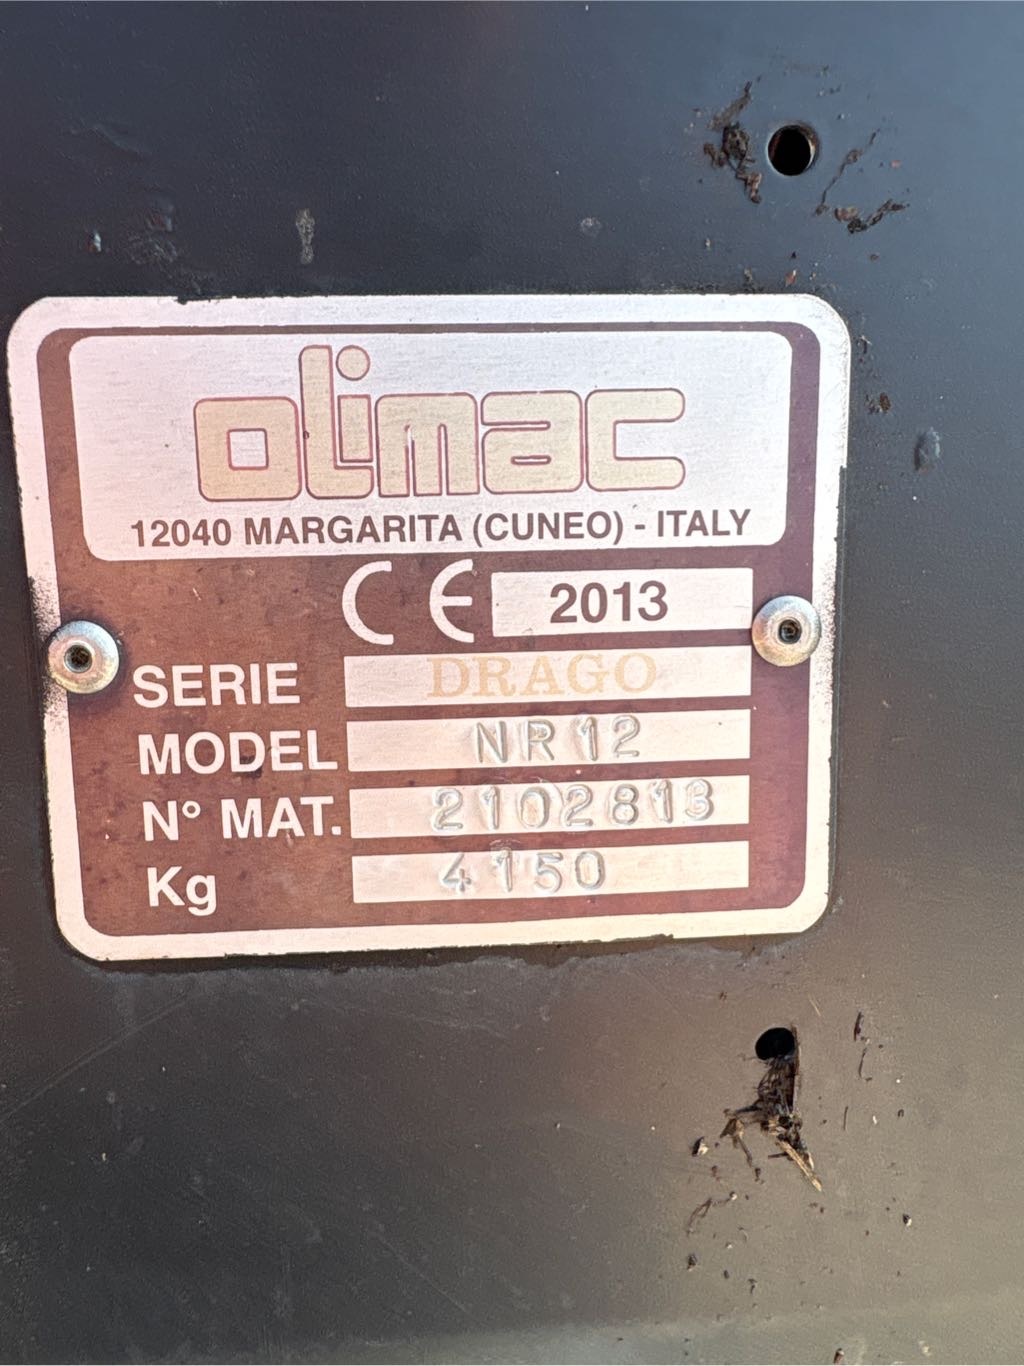 olimac
12040 MARGARITA (CUNEO) - ITALY
CE 2013
SERIE DRAGO
MODEL NR12
N° MAT. 2102813
Kg 4150